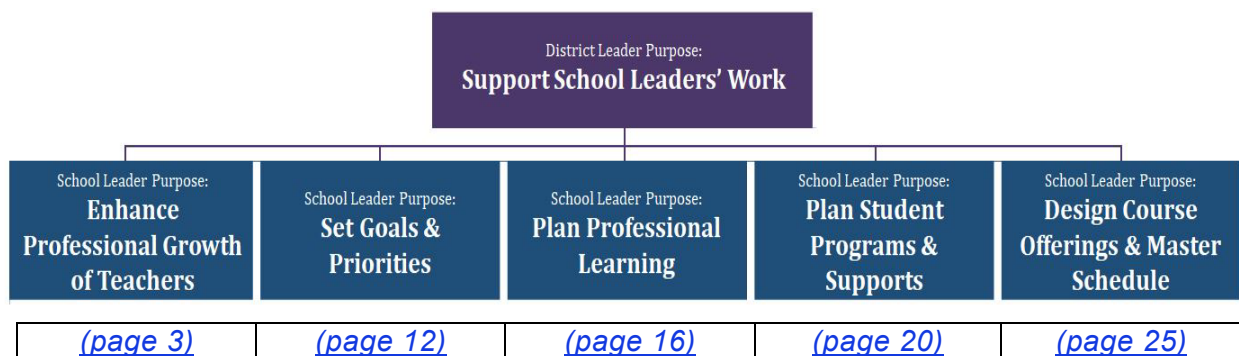 District Leader Purpose:
Support School Leaders’ Work
School Leader Purpose:
Enhance
Professional Growth
of Teachers
School Leader Purpose:
Set Goals &
Priorities
School Leader Purpose:
Plan Professional
Learning
School Leader Purpose:
Plan Student
Programs &
Supports
School Leader Purpose:
Design Course
Offerings & Master
Schedule
(page 3)
(page 12)
(page 16)
(page 20)
(page 25)